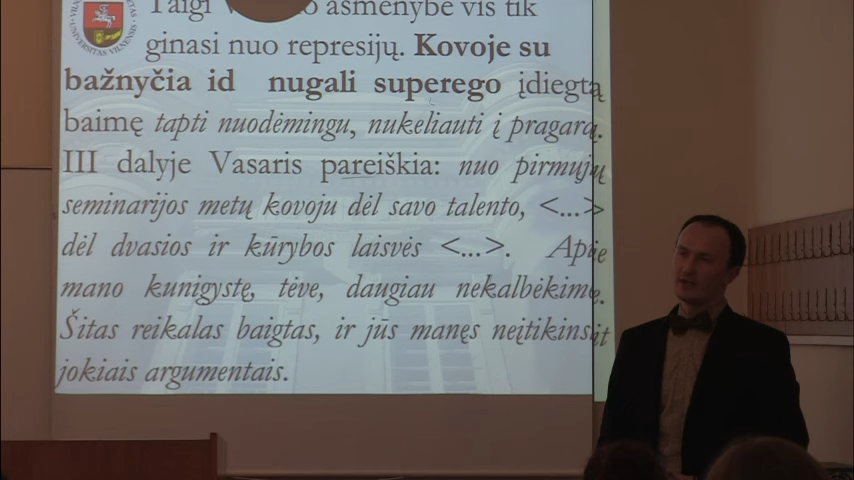 Taigi asmenybė vis tik
ginasi nuo represijų. Kovoje su
bažnyčia id nugali superego įdiegtą
baimę tapti nuodėmingu, nukeliauti į pragarą.
III dalyje Vasaris pareiškia: nuo pirmųjų
seminarijos metų kovoju dėl savo talento, <...>
dėl dvasios ir kūrybos laisvės <...>. Apie
mano kunigystę, tėve, daugiau nekalbėkime.
Šitas reikalas baigtas, ir jūs manęs neįtikinsit
jokiais argumentais.
UNIVERSITAS VILNENSIS